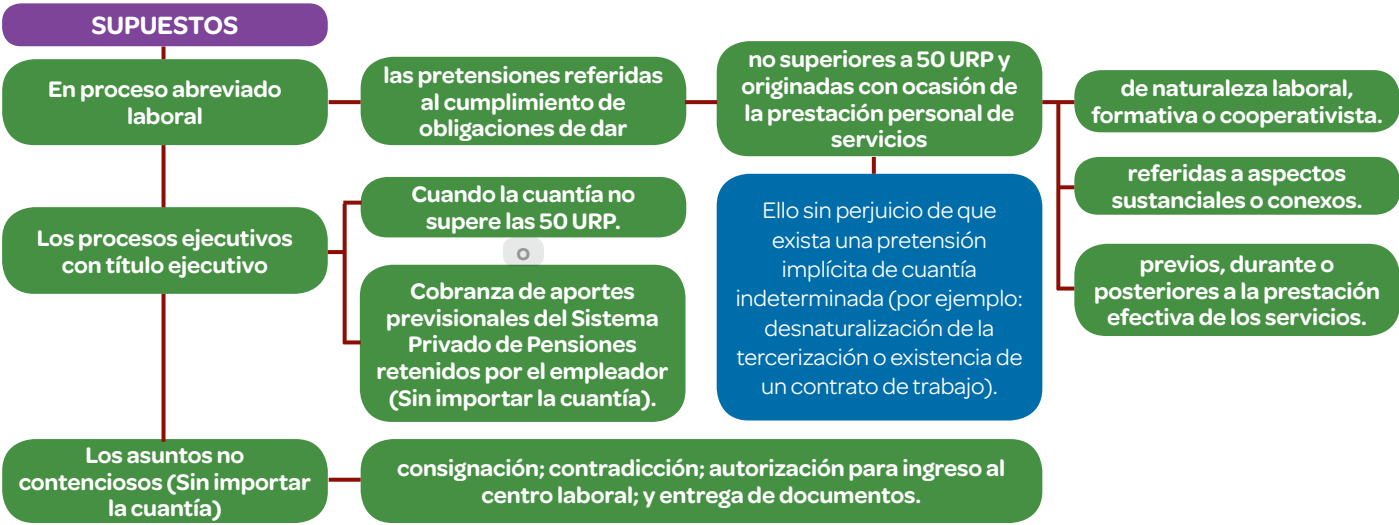 SUPUESTOS
En proceso abreviado
laboral
las pretensiones referidas
al cumplimiento de
obligaciones de dar
no superiores a 50 URP y
originadas con ocasión de
la prestación personal de
servicios
de naturaleza laboral,
formativa o cooperativista.
referidas a aspectos
sustanciales o conexos.
previos, durante o
posteriores a la prestación
efectiva de los servicios.
Ello sin perjuicio de que
exista una pretensión
implícita de cuantía
indeterminada (por ejemplo:
desnaturalización de la
tercerización o existencia de
un contrato de trabajo).
Los procesos ejecutivos
con título ejecutivo
Cuando la cuantía no
supere las 50 URP.
o
Cobranza de aportes
previsionales del Sistema
Privado de Pensiones
retenidos por el empleador
(Sin importar la cuantía).
Los asuntos no
contenciosos (Sin importar
la cuantía)
consignación; contradicción; autorización para ingreso al
centro laboral; y entrega de documentos.